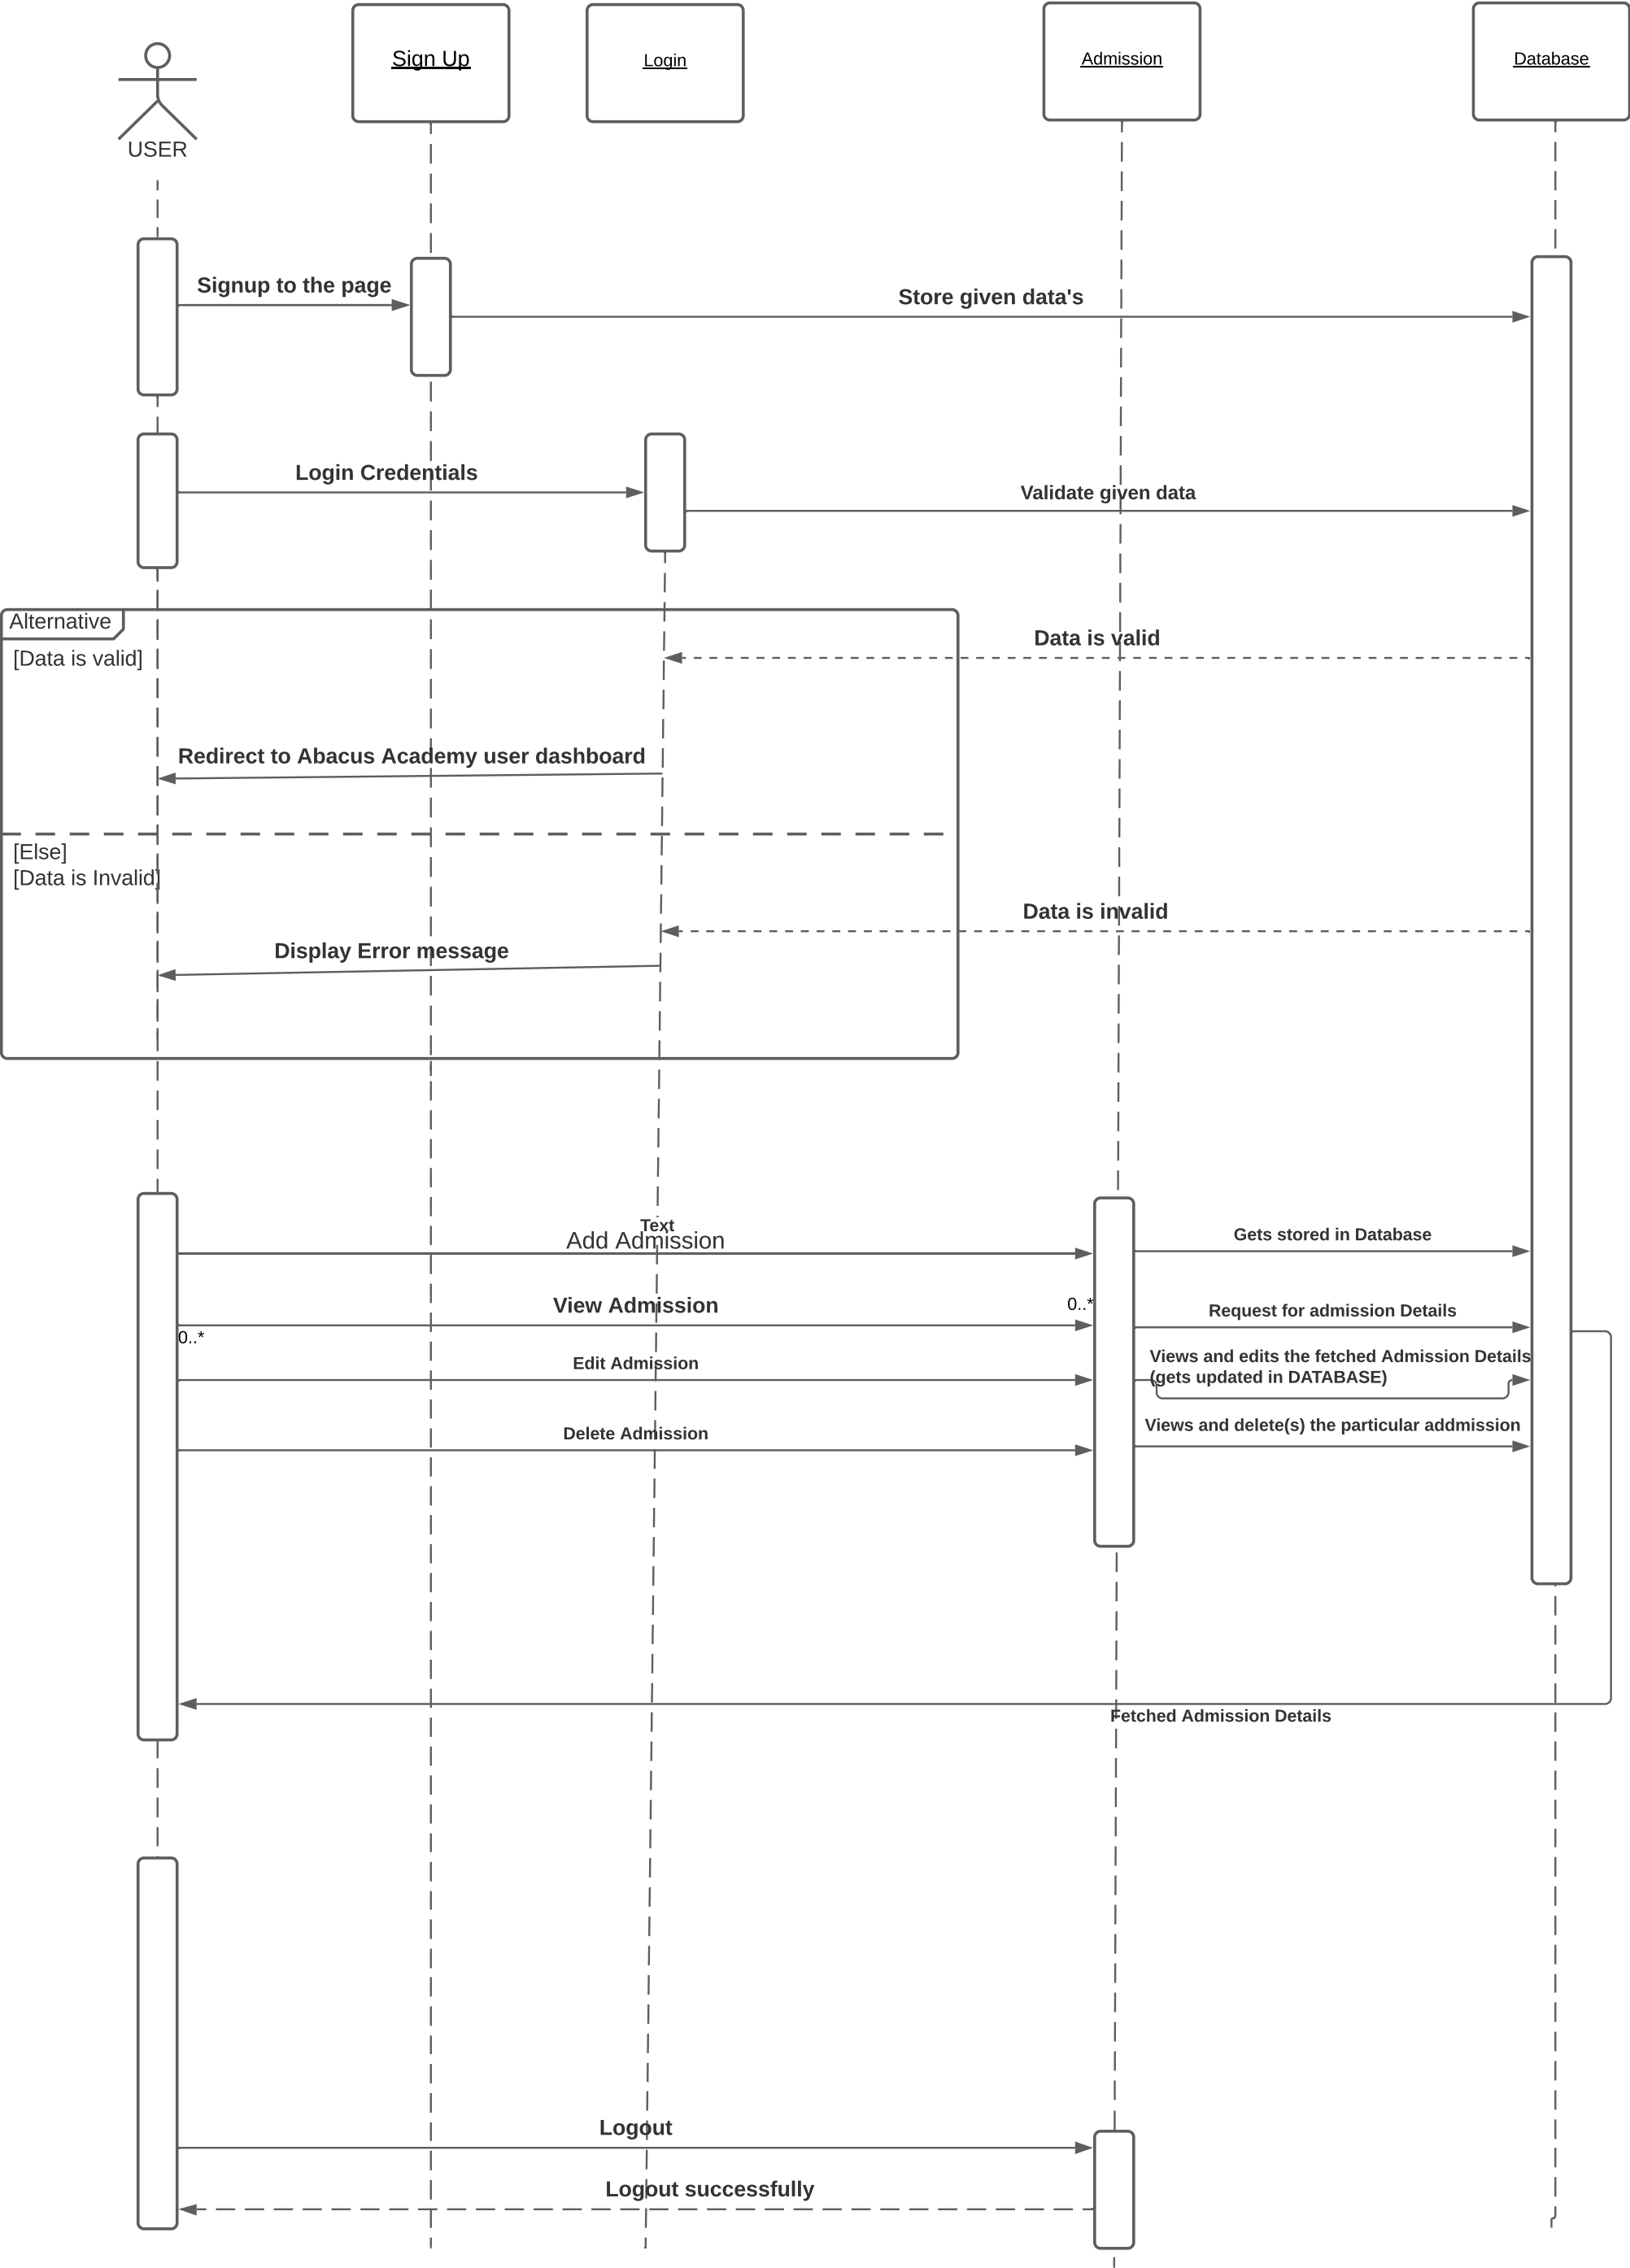 Sign Up
Login
Admission
Database
USER
Signup to the page
Store given data's
Login Credentials
Validate given data
Alternative
[Data is valid]
Data is valid
Redirect to Abacus Academy user dashboard
[Else]
[Data is Invalid]
Data is invalid
Display Error message
Text
Add Admission
Gets stored in Database
View Admission
0..*
Request for admission Details
0..*
Edit Admission
Views and edits the fetched Admission Details
(gets updated in DATABASE)
Delete Admission
Views and delete(s) the particular addmission
Fetched Admission Details
Logout
Logout successfully